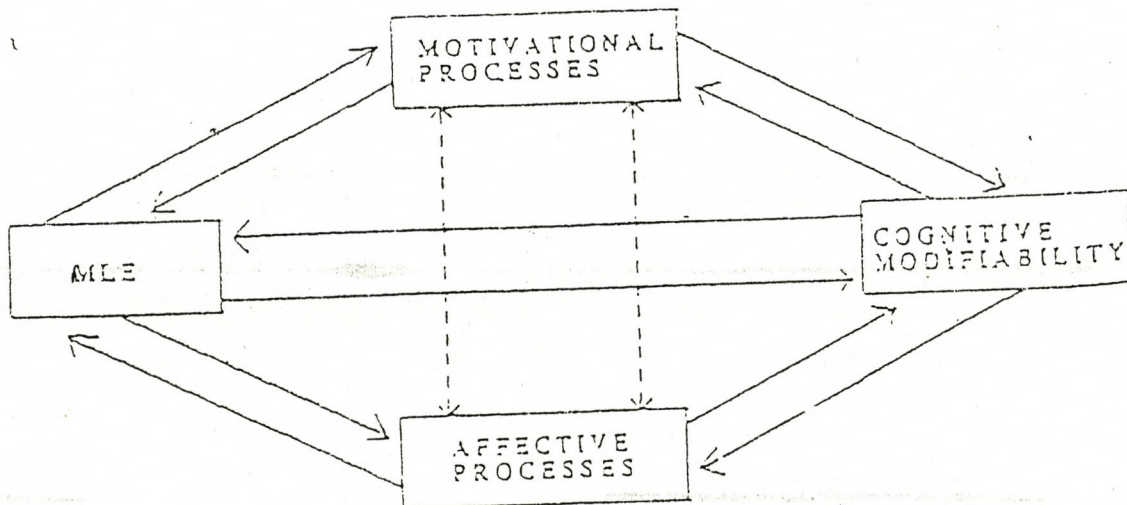 MOTIVATIONAL
PROCESSES
MLE
COGNITIVE
MODIFIABILITY
AFFECTIVE
PROCESSES